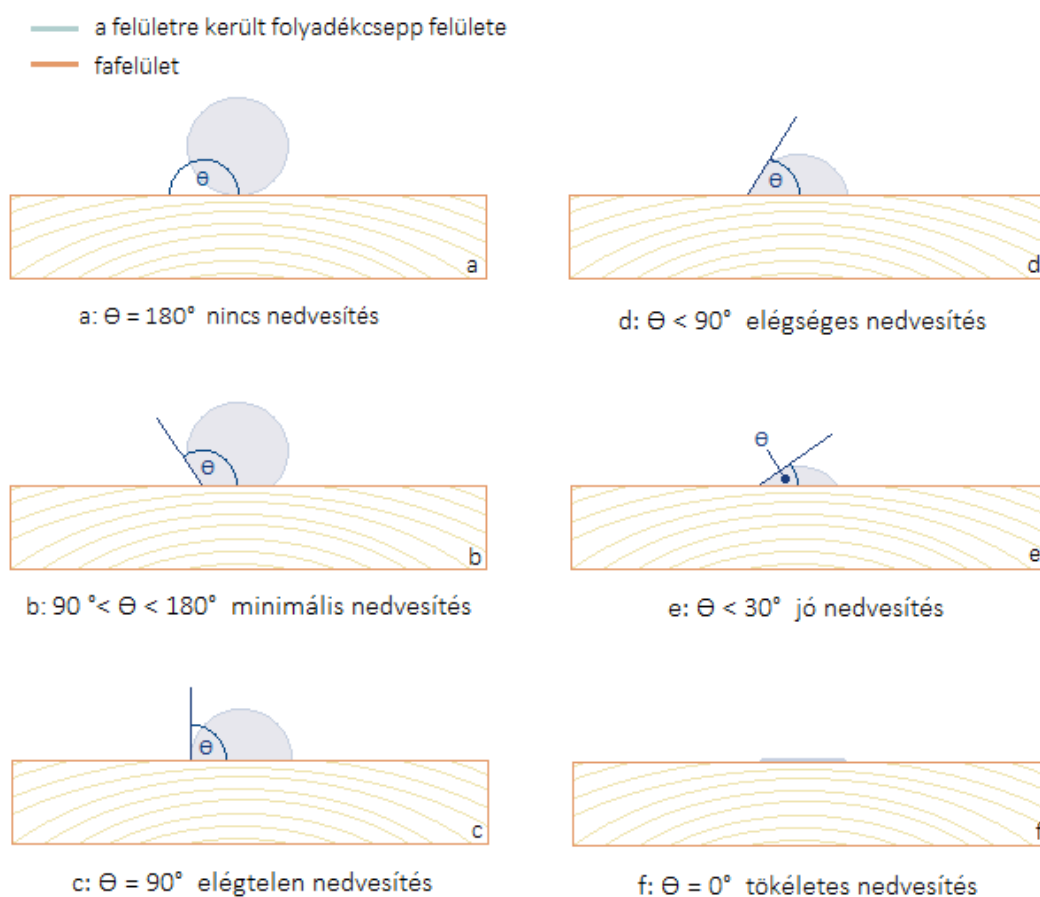 a felületre került folyadékcsepp felülete
fafelület
Θ
a
a: Θ = 180° nincs nedvesítés
Θ
d
d: Θ < 90° elégséges nedvesítés
Θ
b
b: 90 °< Θ < 180° minimális nedvesítés
Θ
e
e: Θ < 30° jó nedvesítés
Θ
c
c: Θ = 90° elégtelen nedvesítés
f
f: Θ = 0° tökéletes nedvesítés